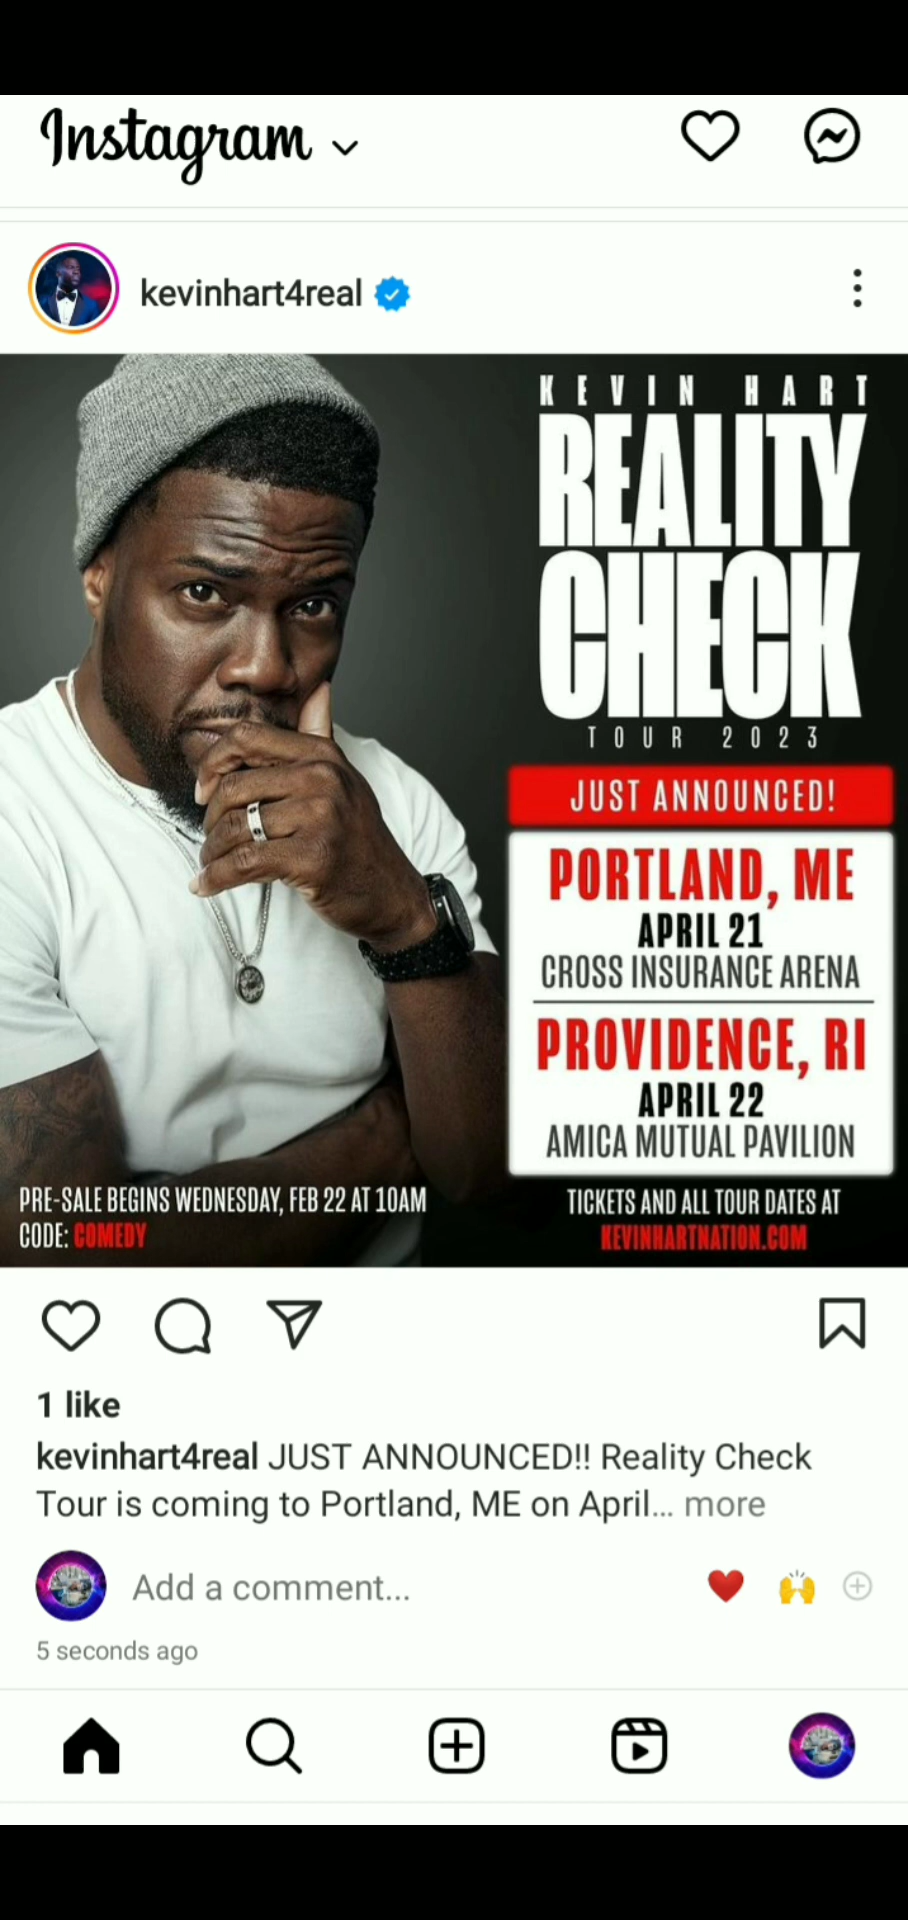 Instagram
kevinhart4real
KEVIN HART
REALITY
CHECK
TOUR 2023
JUST ANNOUNCED!
PORTLAND, ME
APRIL 21
CROSS INSURANCE ARENA
PROVIDENCE, RI
APRIL 22
AMICA MUTUAL PAVILION
PRE-SALE BEGINS WEDNESDAY, FEB 22 AT 10AM
CODE: COMEDY
TICKETS AND ALL TOUR DATES AT
KEVINHARTNATION.COM
1 like
kevinhart4real JUST ANNOUNCED!! Reality Check
Tour is coming to Portland, ME on April... more
Add a comment...
5 seconds ago